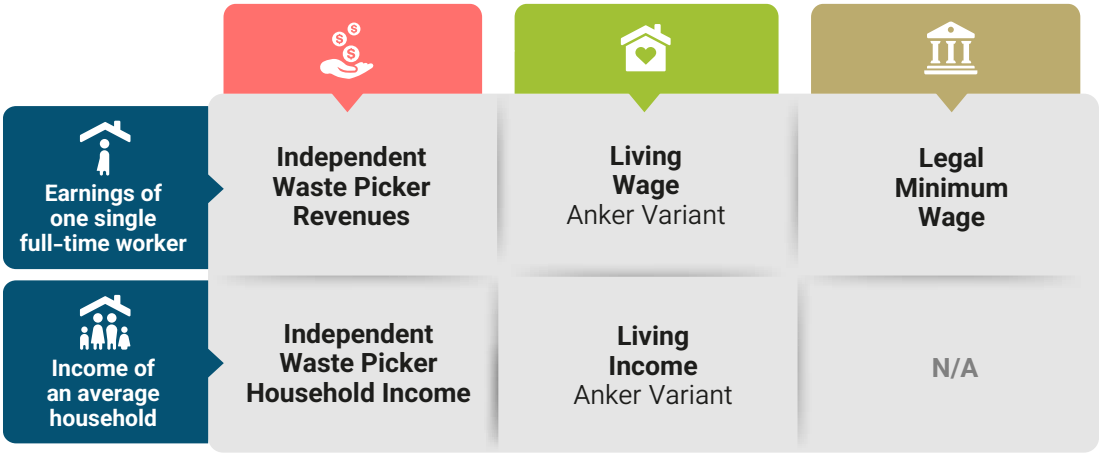 Earnings of
one single
full-time worker
Independent
Waste Picker
Revenues
Living
Wage
Anker Variant
Legal
Minimum
Wage
Income of
an average
household
Independent
Waste Picker
Household Income
Living
Income
Anker Variant
N/A